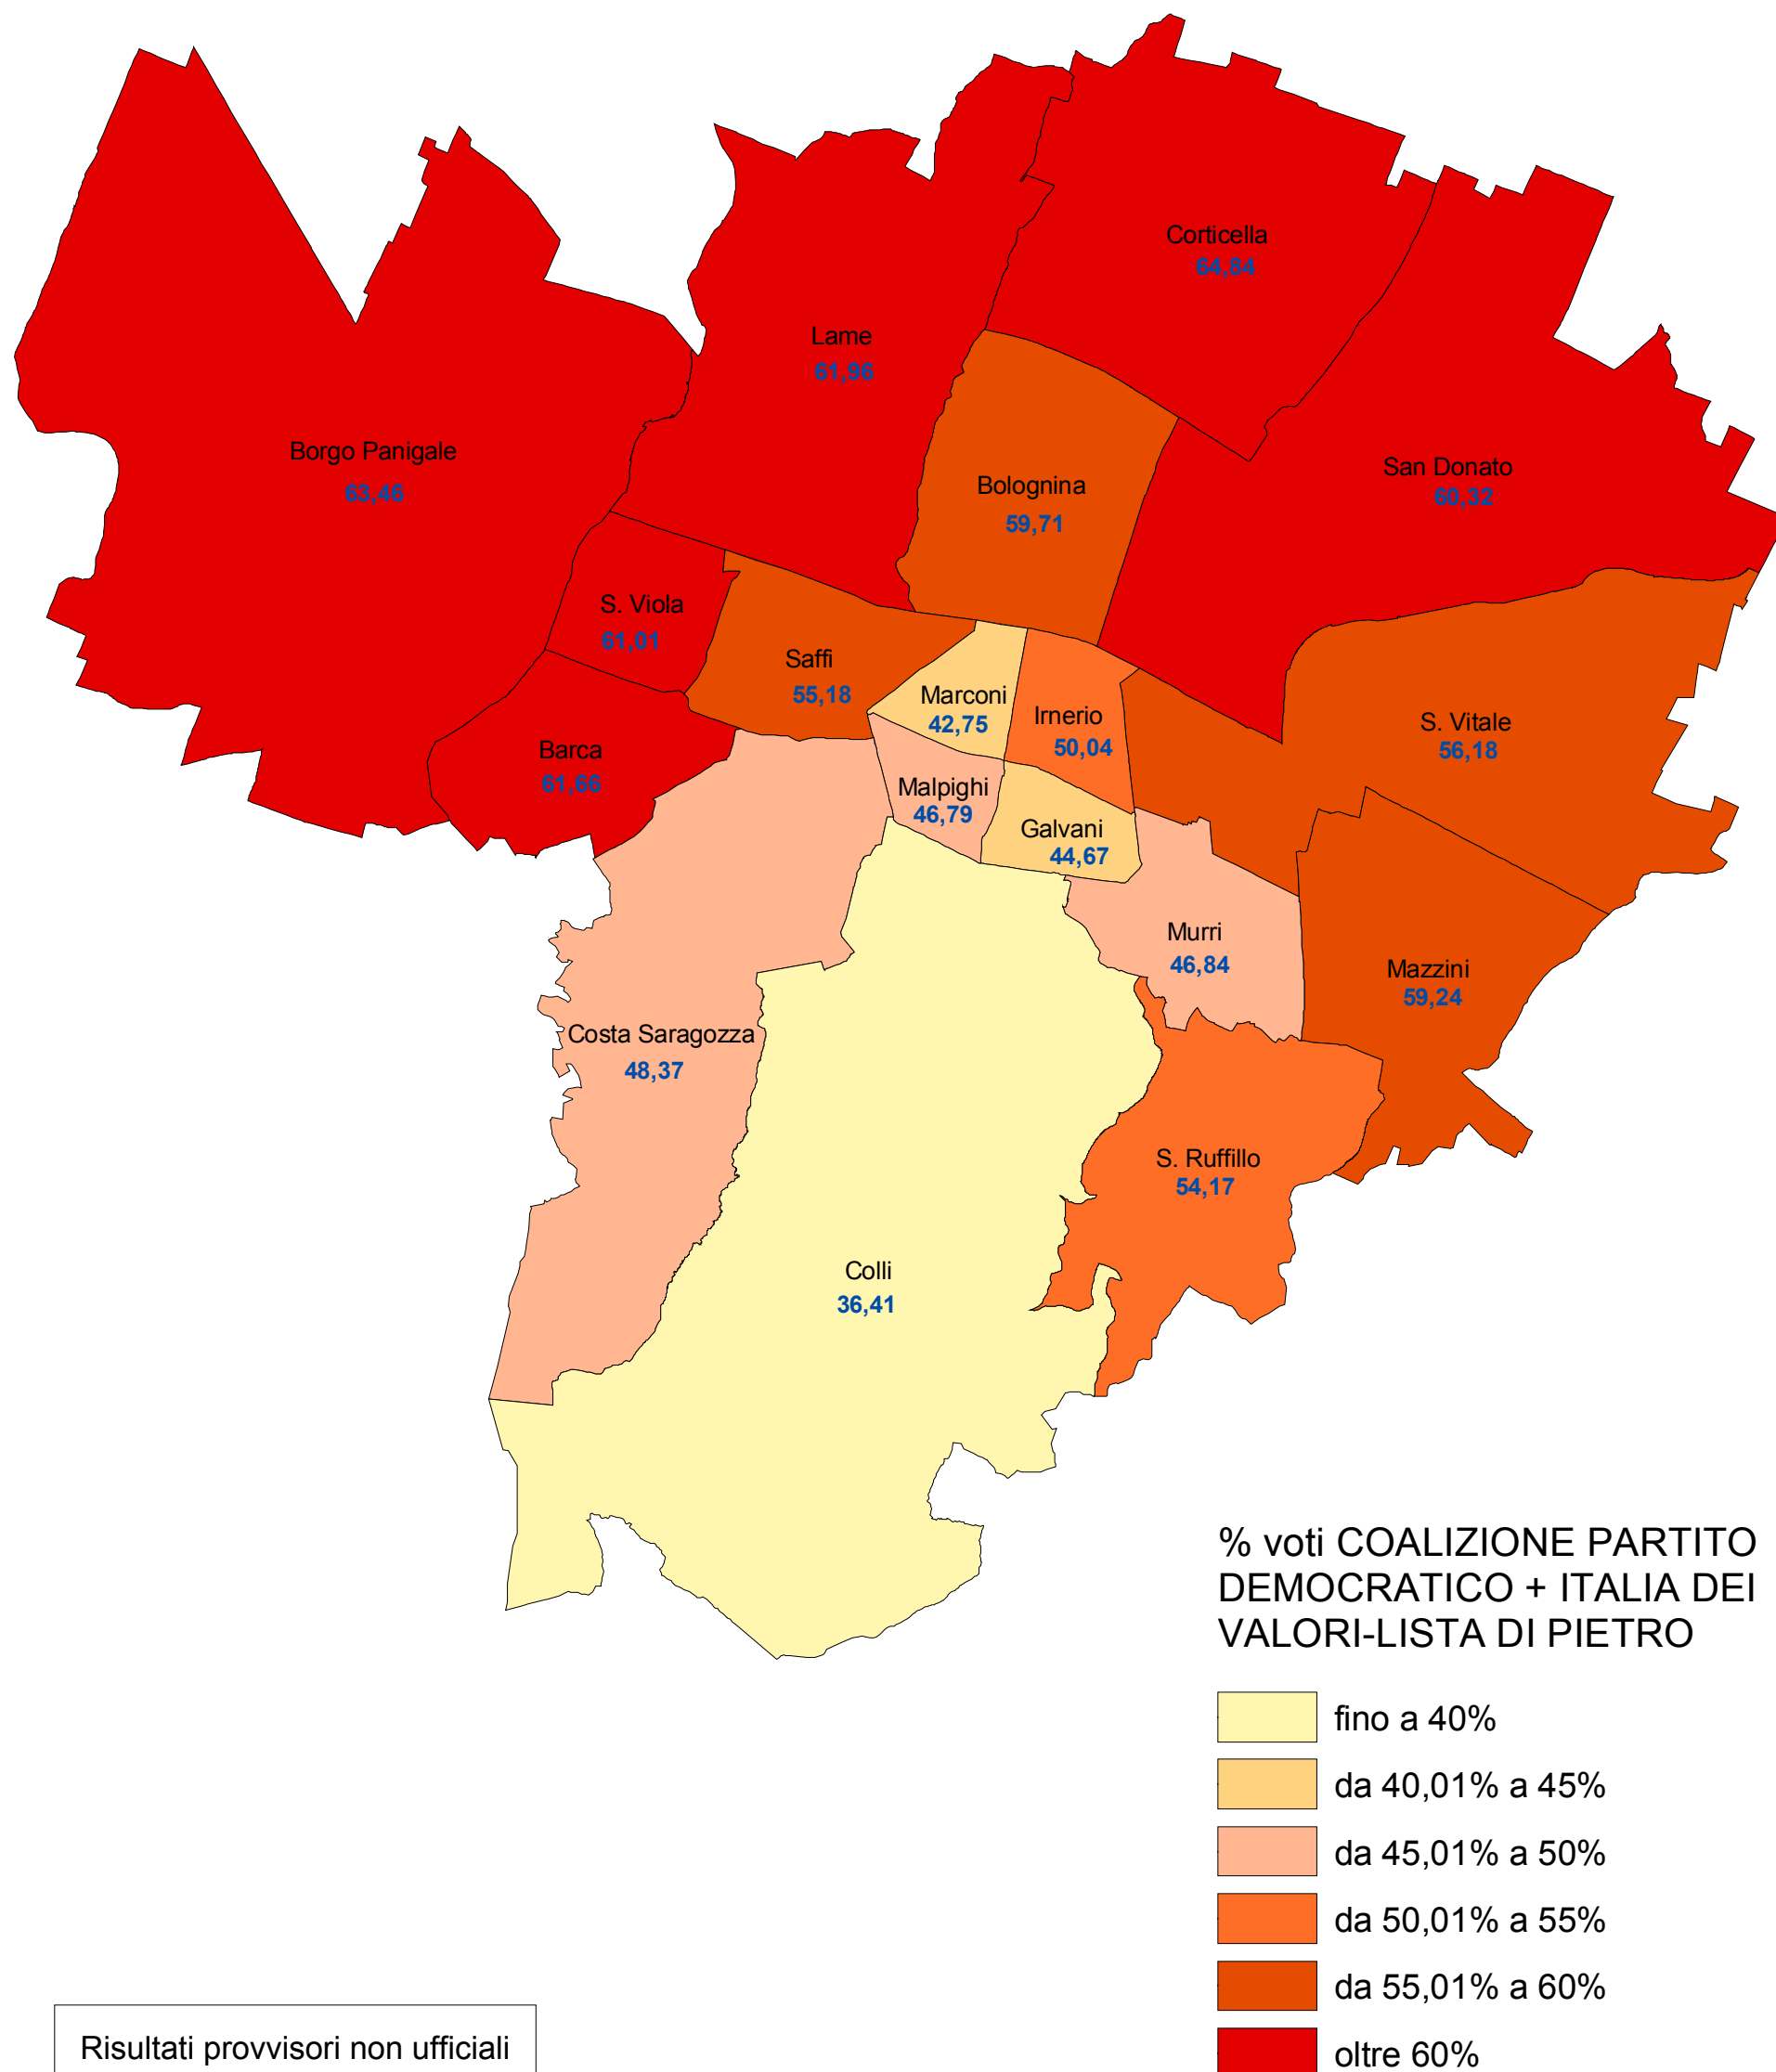 Corticella
64,84
Lame
61,96
Borgo Panigale
63,46
San Donato
60,32
Bolognina
59,71
S. Viola
61,01
Saffi
55,18
Marconi
42,75
Irnerio
50,04
S. Vitale
56,18
Barca
61,66
Malpighi
46,79
Galvani
44,67
Murri
46,84
Mazzini
59,24
Costa Saragozza
48,37
S. Ruffillo
54,17
Colli
36,41
% voti COALIZIONE PARTITO
DEMOCRATICO + ITALIA DEI
VALORI-LISTA DI PIETRO
fino a 40%
da 40,01% a 45%
da 45,01% a 50%
da 50,01% a 55%
da 55,01% a 60%
oltre 60%
Risultati provvisori non ufficiali